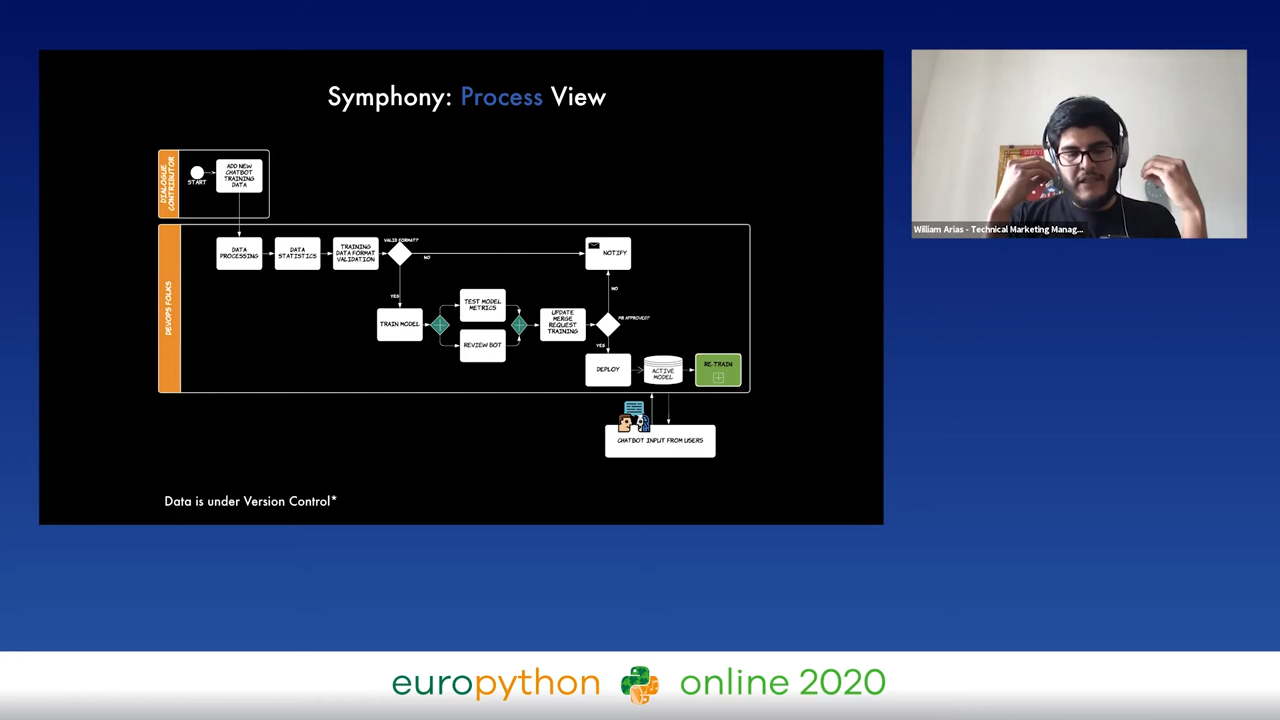 Symphony: Process View
DIALOGUE
CONTRIBUTOR
START
ADD NEW
CHATBOT
TRAINING
DATA
DEVOPS FOLKS
DATA
PROCESSING
DATA
STATISTICS
TRAINING
DATA FORMAT
VALIDATION
VALID FORMAT?
NO
NOTIFY
YES
TRAIN MODEL
TEST MODEL
METRICS
REVIEW BOT
UPDATE
MERGE
REQUEST
TRAINING
MR APPROVED?
NO
YES
DEPLOY
ACTIVE
MODEL
RE TRAIN
CHATBOT INPUT FROM USERS
Data is under Version Control*
William Arias - Technical Marketing Manag...
europython online 2020